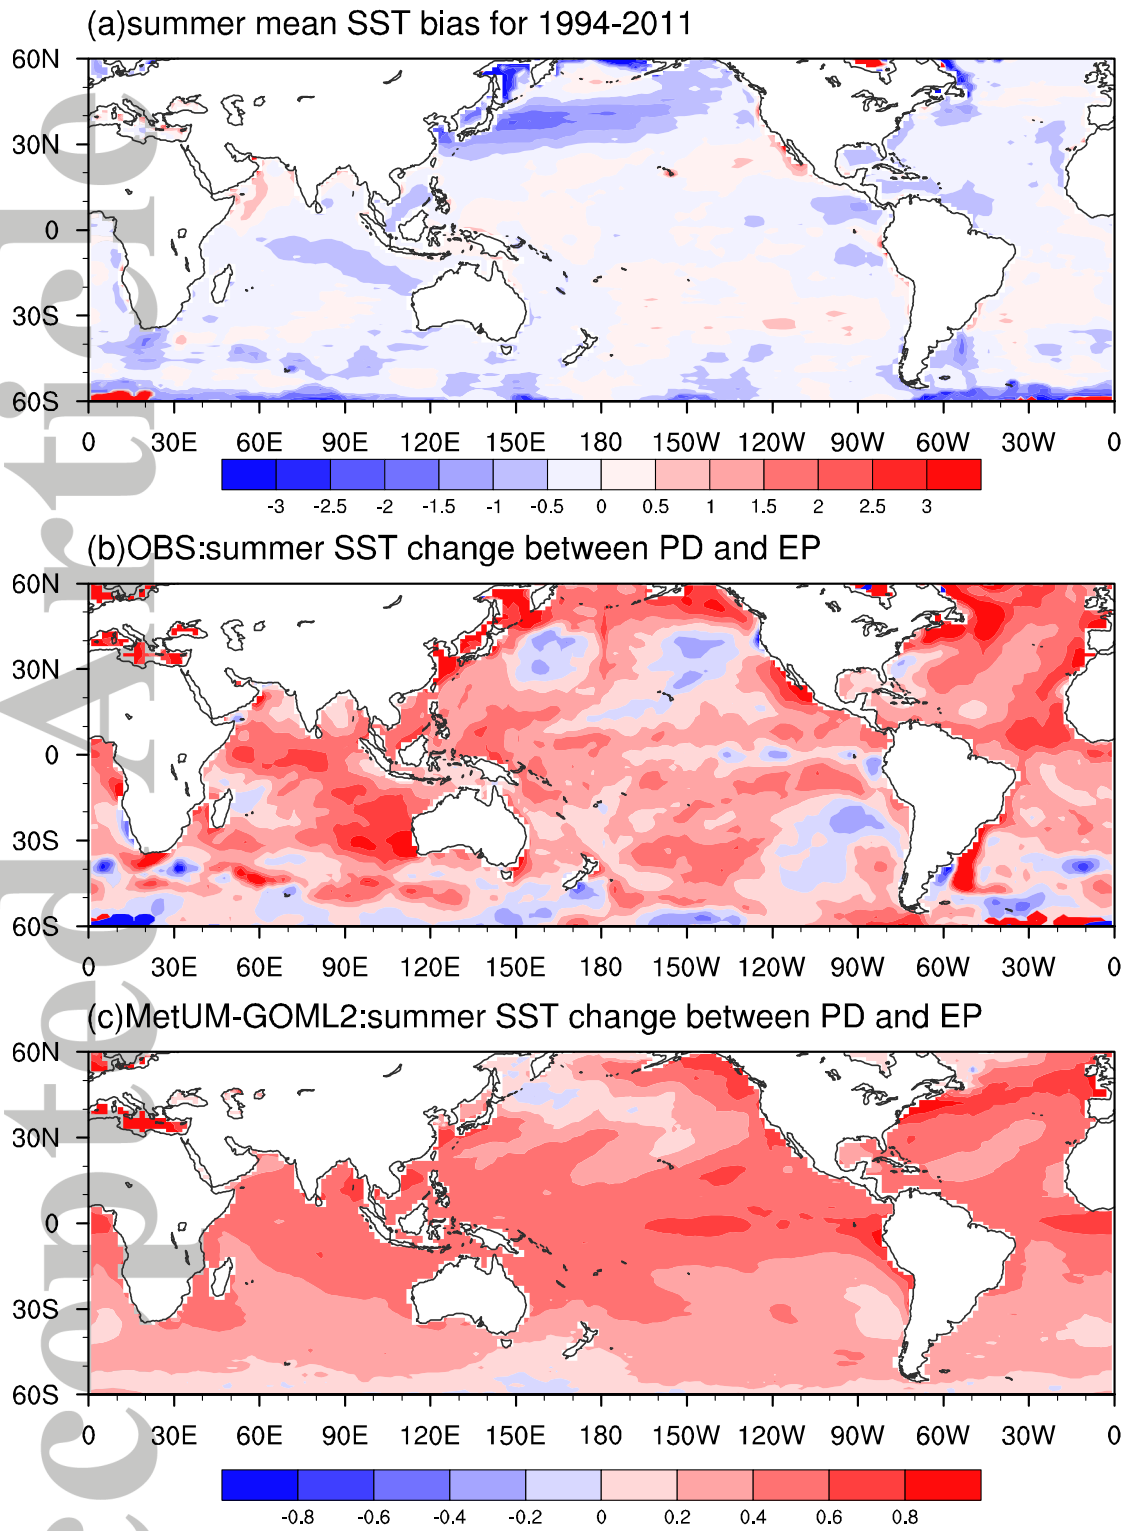 (a)summer mean SST bias for 1994-2011
60N
30N
0
30S
60S
0 30E 60E 90E 120E 150E 180 150W 120W 90W 60W 30W 0
-3 -2.5 -2 -1.5 -1 -0.5 0 0.5 1 1.5 2 2.5 3
(b)OBS:summer SST change between PD and EP
60N
30N
0
30S
60S
0 30E 60E 90E 120E 150E 180 150W 120W 90W 60W 30W 0
(c)MetUM-GOML2:summer SST change between PD and EP
60N
30N
0
30S
60S
0 30E 60E 90E 120E 150E 180 150W 120W 90W 60W 30W 0
-0.8 -0.6 -0.4 -0.2 0 0.2 0.4 0.6 0.8
cepted Article